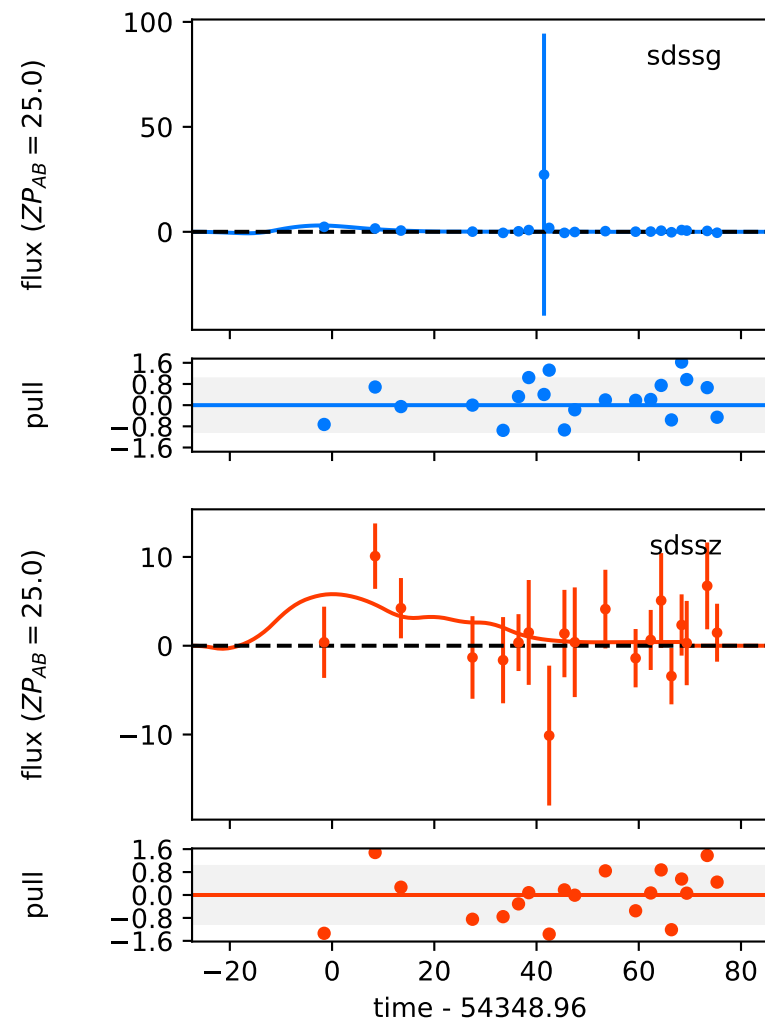 100
50
0
flux (ZP_AB = 25.0)
sdssg
1.6
0.8
0.0
−0.8
−1.6
pull
10
0
−10
flux (ZP_AB = 25.0)
sdssz
1.6
0.8
0.0
−0.8
−1.6
pull
−20 0 20 40 60 80
time - 54348.96